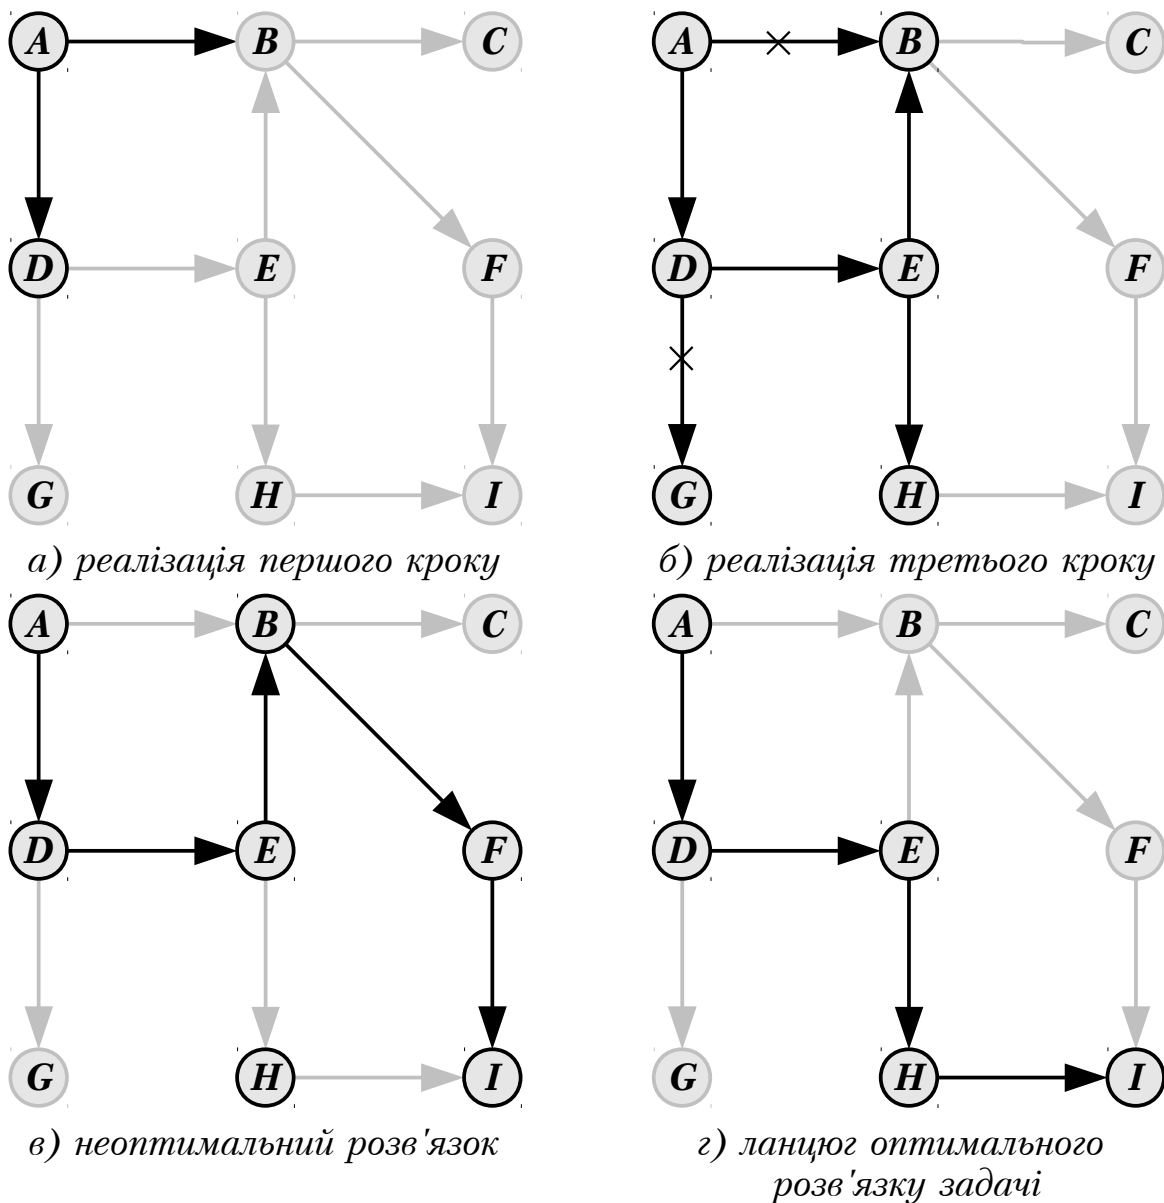 A B C A B C
D E F D E F
G H I G H I
а) реалізація першого кроку б) реалізація третього кроку
A B C A B C
D E F D E F
G H I G H I
в) неоптимальний розв'язок г) ланцюг оптимального
розв'язку задачі